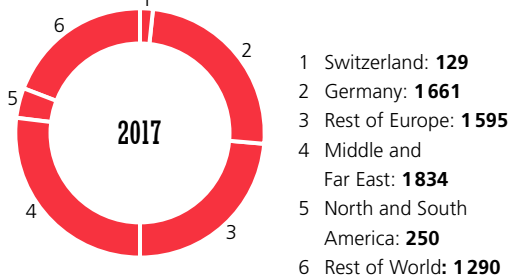 1
6
2
5
2017
4
3
1 Switzerland: 129
2 Germany: 1 661
3 Rest of Europe: 1 595
4 Middle and
Far East: 1 834
5 North and South
America: 250
6 Rest of World: 1 290